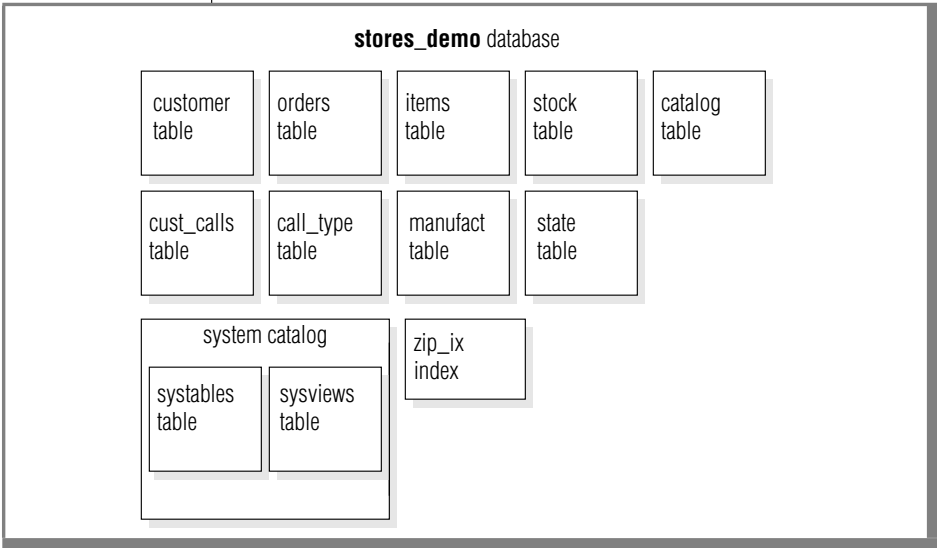 stores_demo database
customer
table
orders
table
items
table
stock
table
catalog
table
cust_calls
table
call_type
table
manufact
table
state
table
system catalog
systables
table
sysviews
table
zip_ix
index